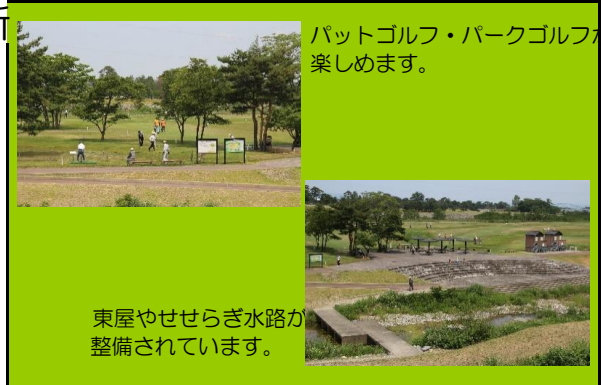 パットゴルフ・パークゴルフが
楽しめます。
東屋やせせらぎ水路が
整備されています。